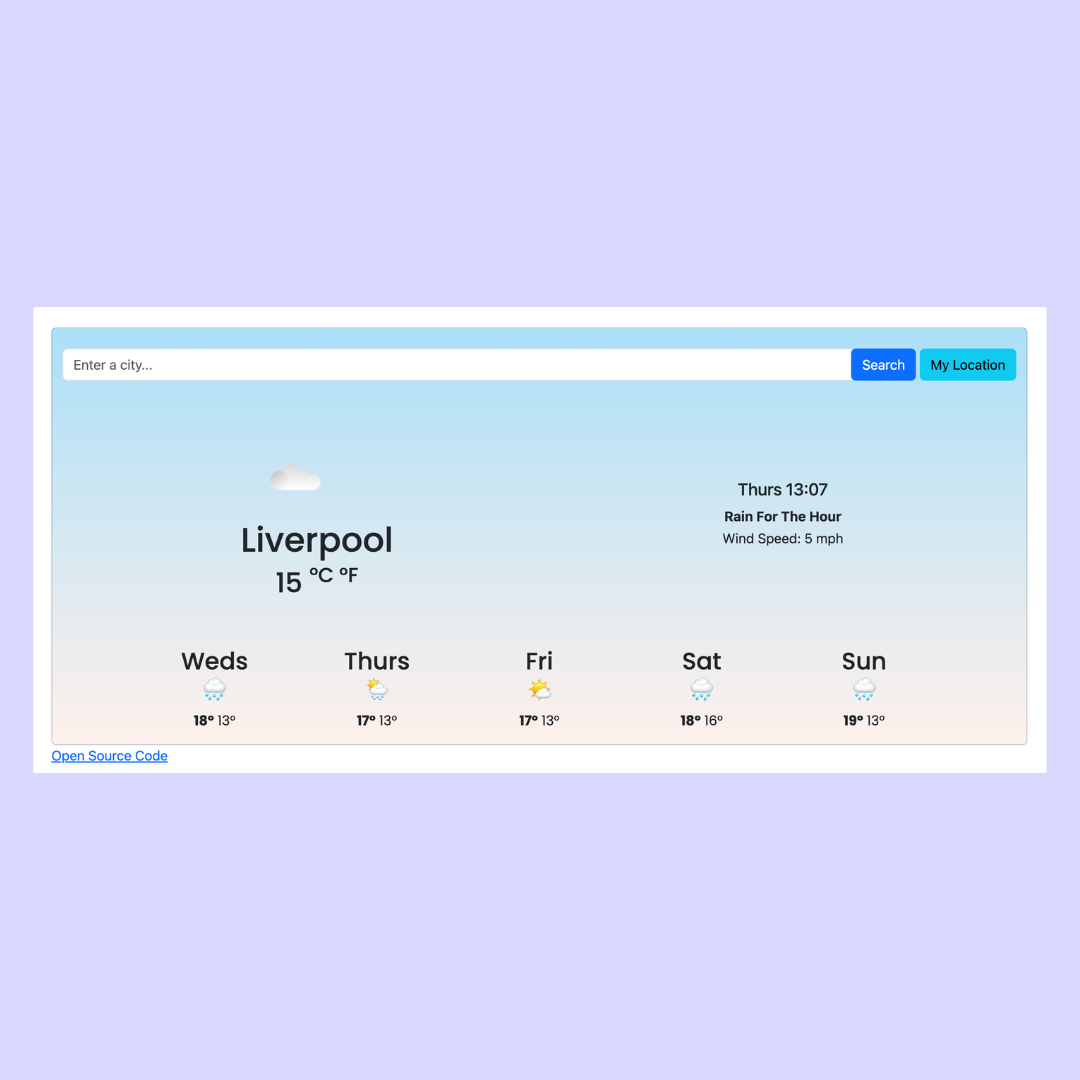 Enter a city...
Search
My Location
Liverpool
15 °C °F
Thurs 13:07
Rain For The Hour
Wind Speed: 5 mph
Weds Thurs Fri Sat Sun
18° 13° 17° 13° 17° 13° 18° 16° 19° 13°
Open Source Code